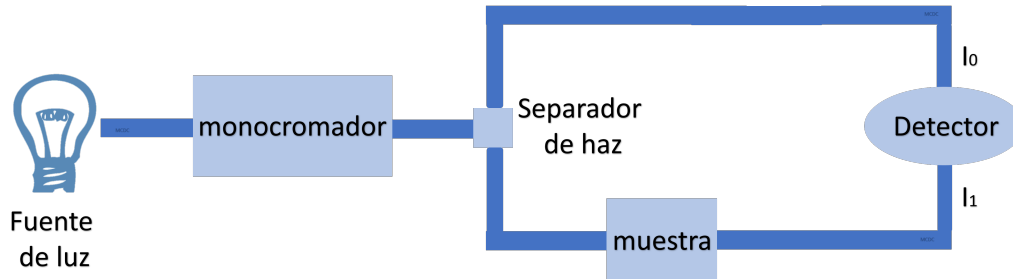 Fuente
de luz
monocromador
Separador
de haz
muestra
I₀
Detector
I₁